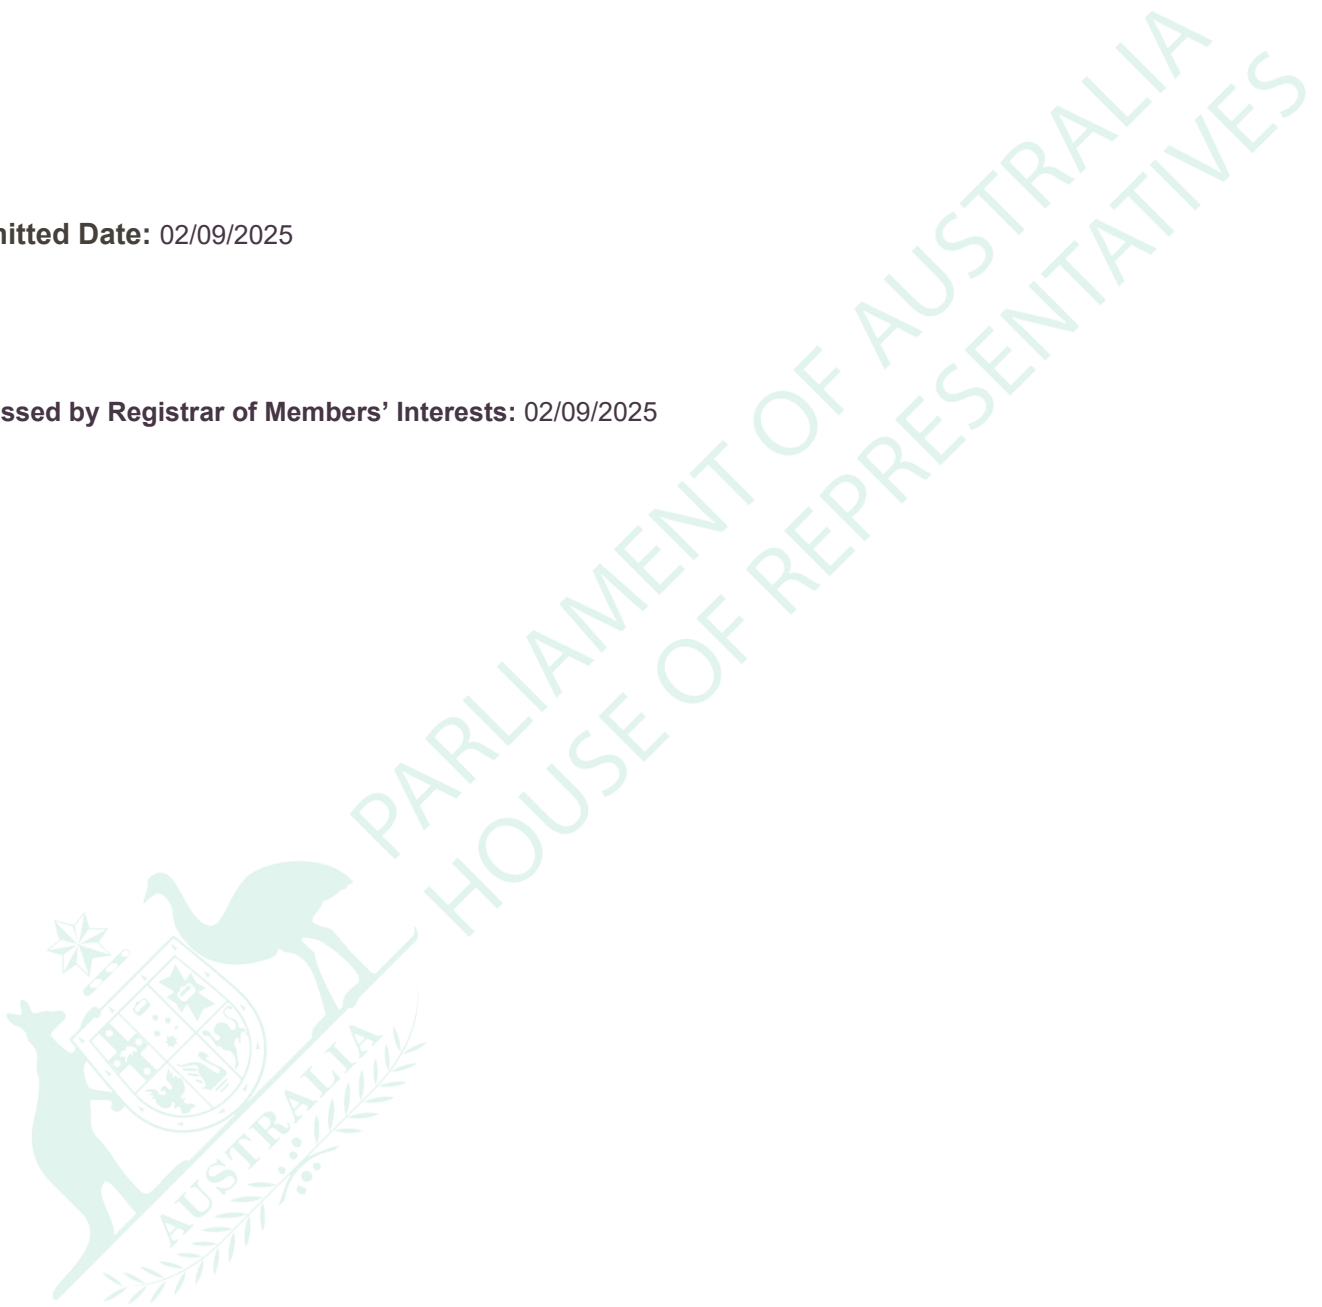 mitted Date: 02/09/2025
ssed by Registrar of Members’ Interests: 02/09/2025
PARLIAMENT OF AUSTRALIA
HOUSE OF REPRESENTATIVES
AUSTRALIA